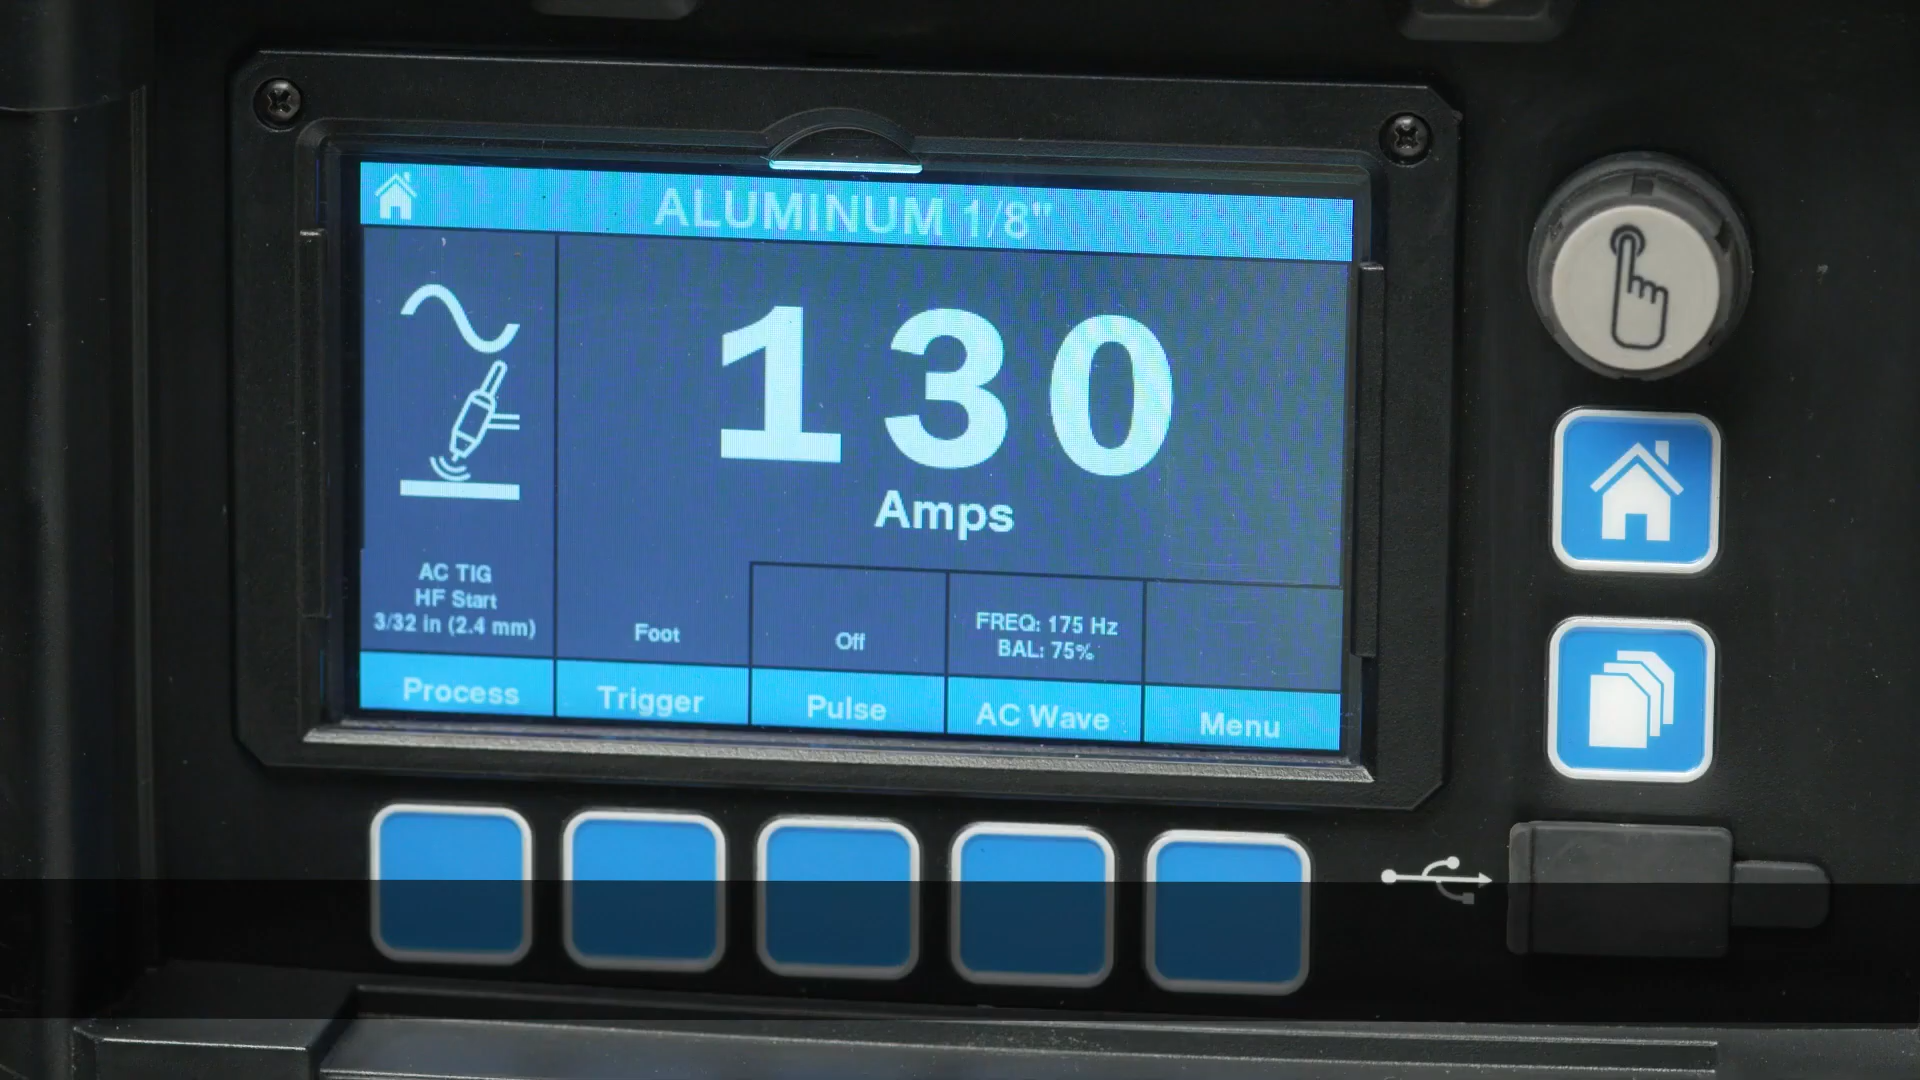 ALUMINUM 1/8"
130
Amps
AC TIG
HF Start
3/32 in (2.4 mm)
Foot
Off
FREQ: 175 Hz
BAL: 75%
Process
Trigger
Pulse
AC Wave
Menu